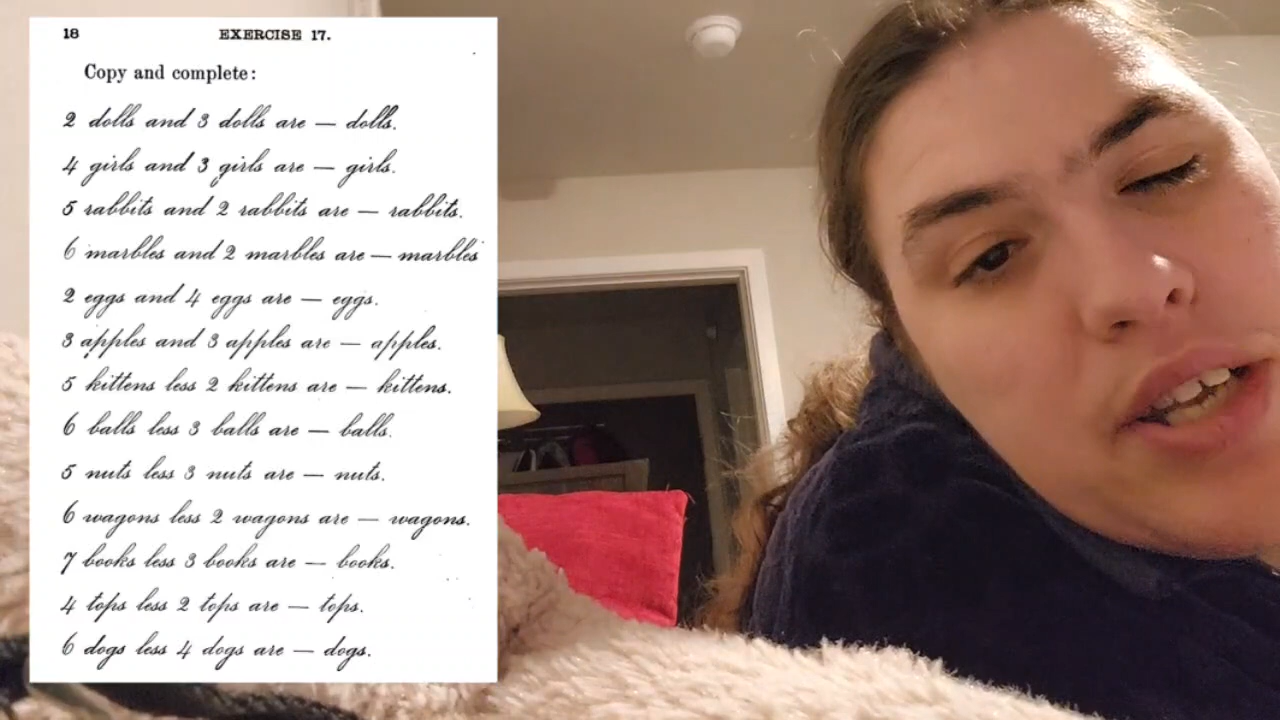 18 EXERCISE 17.
Copy and complete:
2 dolls and 3 dolls are — dolls.
4 girls and 3 girls are — girls.
5 rabbits and 2 rabbits are — rabbits.
6 marbles and 2 marbles are — marbles
2 eggs and 4 eggs are — eggs.
3 apples and 3 apples are — apples.
5 kittens less 2 kittens are — kittens.
6 balls less 3 balls are — balls.
5 nuts less 3 nuts are — nuts.
6 wagons less 2 wagons are — wagons.
7 books less 3 books are — books.
4 tops less 2 tops are — tops.
6 dogs less 4 dogs are — dogs.